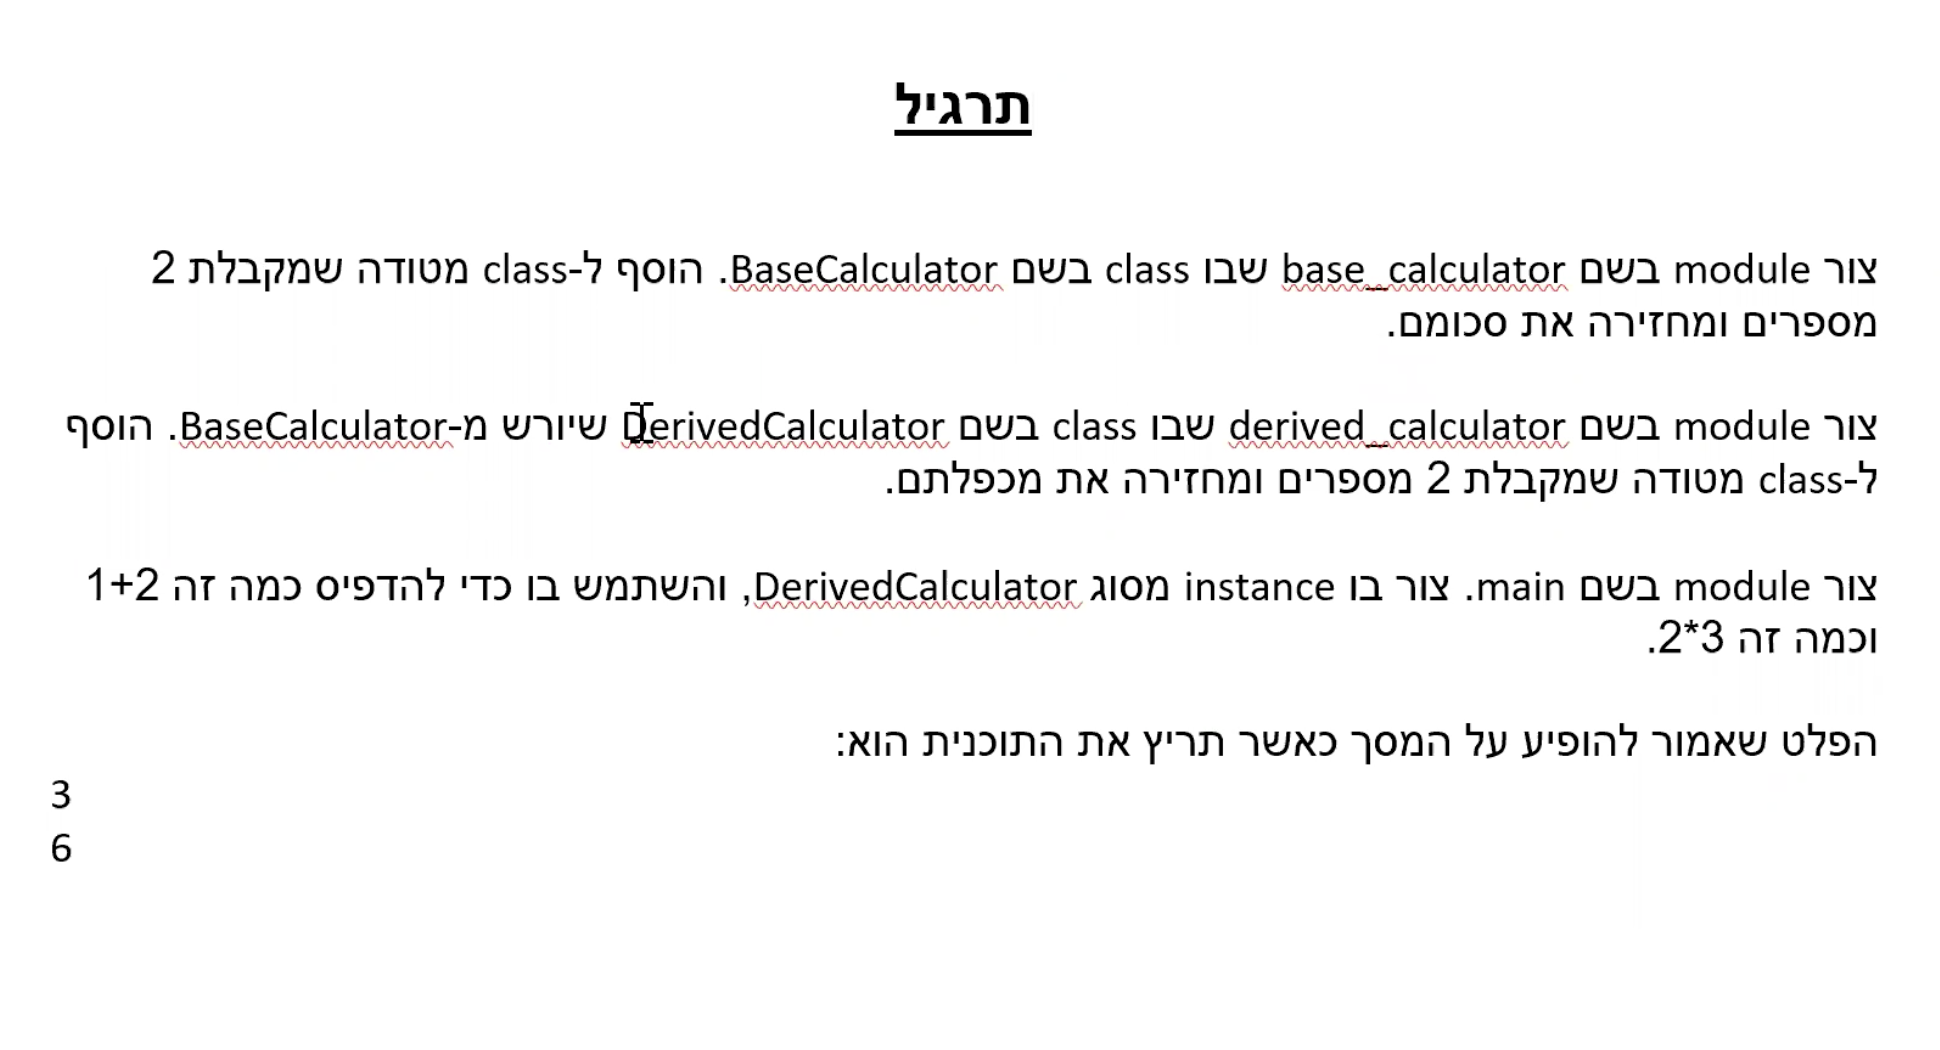 תרגיל
צור module בשם base_calculator שבו class בשם BaseCalculator. הוסף ל-class מטודה שמקבלת 2
מספרים ומחזירה את סכומם.
צור module בשם derived_calculator שבו class בשם DerivedCalculator שיורש מ-BaseCalculator. הוסף
ל-class מטודה שמקבלת 2 מספרים ומחזירה את מכפלתם.
צור module בשם main. צור בו instance מסוג DerivedCalculator, והשתמש בו כדי להדפיס כמה זה 1+2
וכמה זה 2*3.
הפלט שאמור להופיע על המסך כאשר תריץ את התוכנית הוא:
3
6